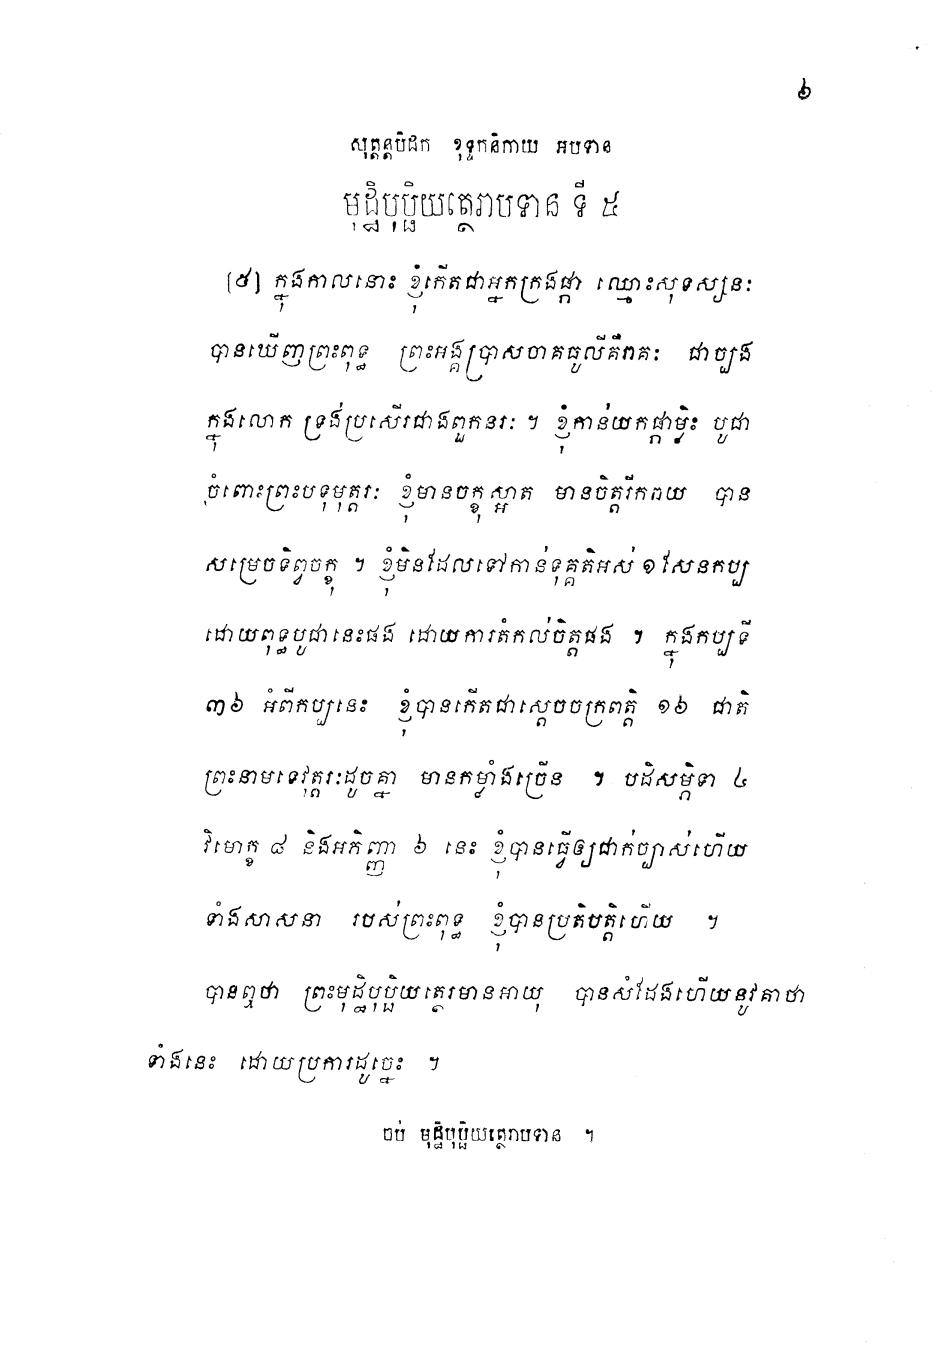 ៦
សុត្តន្តបិដក ខុទ្ទកនិកាយ អបទាន
មុដ្ឋិបុប្ផិយត្ថេរាបទាន ទី ៥
[៥] ក្នុងកាលនោះ ខ្ញុំកើតជាអ្នកក្រងផ្កា ឈ្មោះសុទស្សនៈ
បានឃើញព្រះពុទ្ធ ព្រះអង្គប្រាសចាកធូលីគឺរាគៈ ជាច្បង
ក្នុងលោក ទ្រង់ប្រសើរជាងពួកនរៈ ។ ខ្ញុំកាន់យកផ្កាម្លិះ បូជា
ចំពោះព្រះបទុមុត្តរៈ ខ្ញុំមានចក្ខុស្អាត មានចិត្តរីករាយ បាន
សម្រេចទិព្វចក្ខុ ។ ខ្ញុំមិនដែលទៅកាន់ទុគ្គតិអស់ ១ សែនកប្ប
ដោយពុទ្ធបូជានេះផង ដោយការតំកល់ចិត្តផង ។ ក្នុងកប្បទី
៣៦ អំពីកប្បនេះ ខ្ញុំបានកើតជាស្តេចចក្រពត្តិ ១៦ ជាតិ
ព្រះនាមទេវុត្តរៈដូចគ្នា មានកម្លាំងច្រើន ។ បដិសម្ភិទា ៤
វិមោក្ខ ៨ និងអភិញ្ញា ៦ នេះ ខ្ញុំបានធ្វើឲ្យជាក់ច្បាស់ហើយ
ទាំងសាសនា របស់ព្រះពុទ្ធ ខ្ញុំបានប្រតិបត្តិហើយ ។
បានឮថា ព្រះមុដ្ឋិបុប្ផិយត្ថេរមានអាយុ បានសំដែងហើយនូវគាថា
ទាំងនេះ ដោយប្រការដូច្នេះ ។
ចប់ មុដ្ឋិបុប្ផិយត្ថេរាបទាន ។